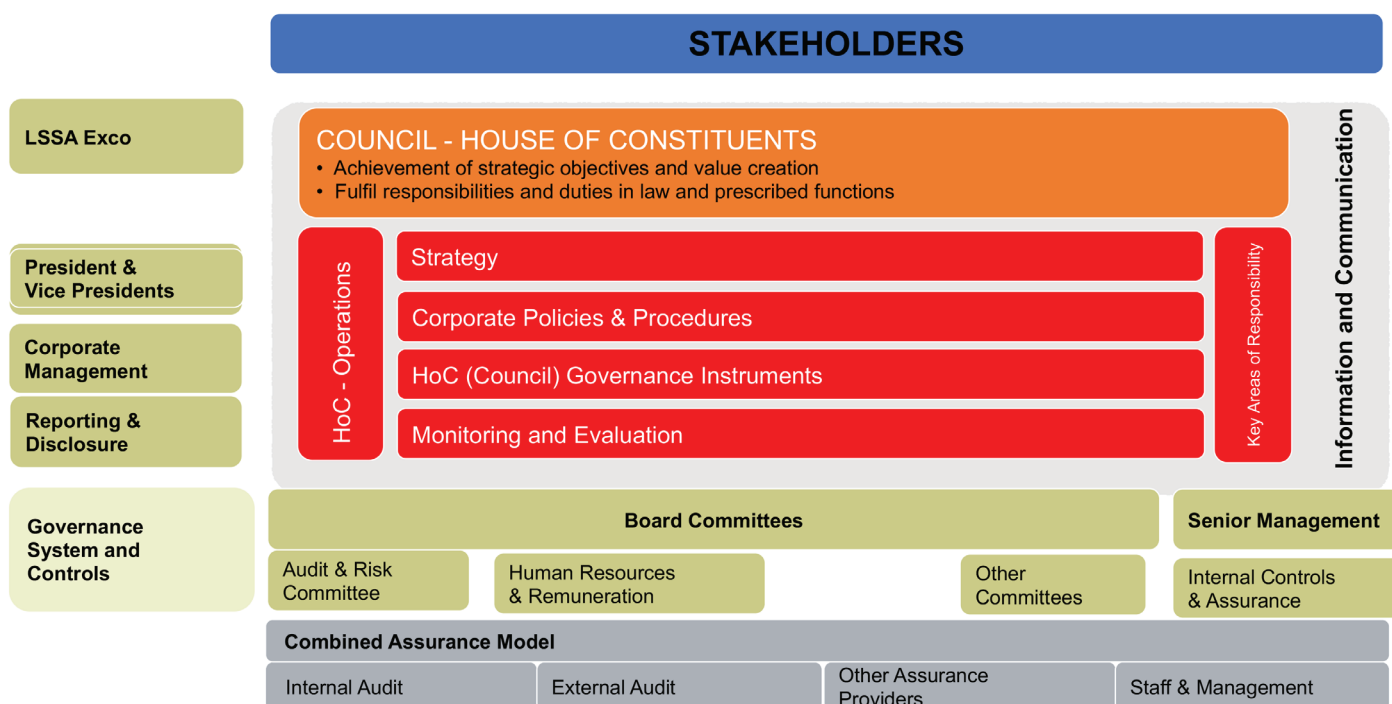 STAKEHOLDERS
LSSA Exco
COUNCIL - HOUSE OF CONSTITUENTS
• Achievement of strategic objectives and value creation
• Fulfil responsibilities and duties in law and prescribed functions
Information and Communication
President &
Vice Presidents
Corporate
Management
Reporting &
Disclosure
HoC - Operations
Strategy
Corporate Policies & Procedures
HoC (Council) Governance Instruments
Monitoring and Evaluation
Key Areas of Responsibility
Governance
System and
Controls
Board Committees
Senior Management
Audit & Risk
Committee
Human Resources
& Remuneration
Other
Committees
Internal Controls
& Assurance
Combined Assurance Model
Internal Audit
External Audit
Other Assurance
Providers
Staff & Management